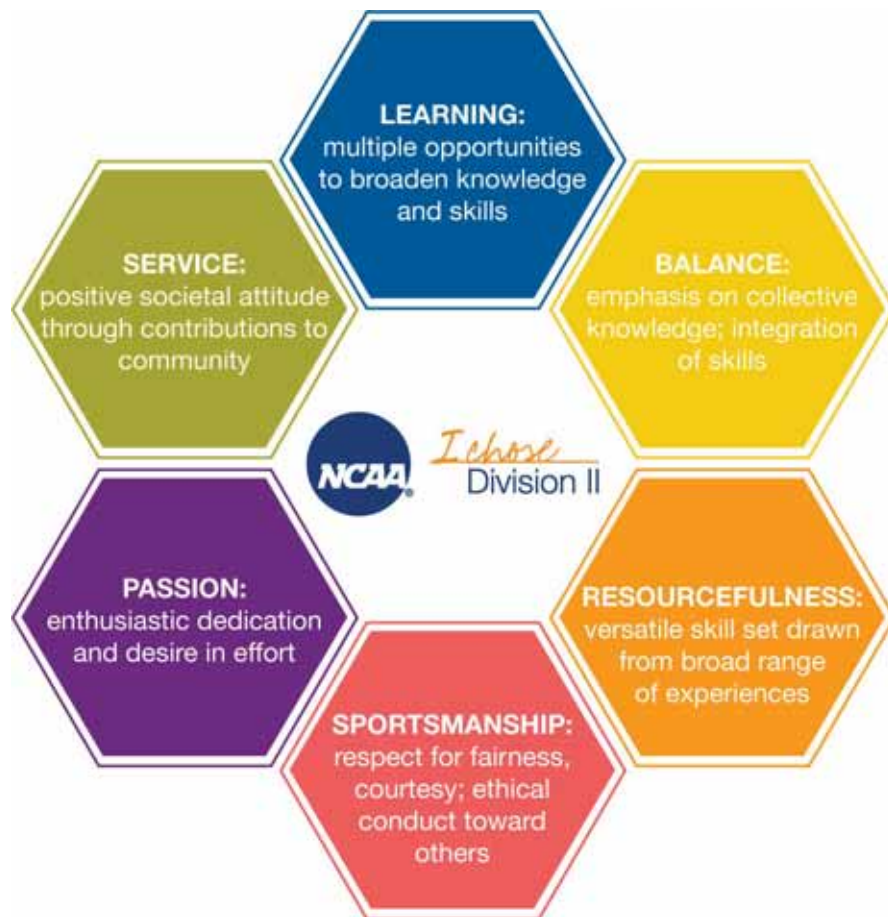 LEARNING:
multiple opportunities
to broaden knowledge
and skills
BALANCE:
emphasis on collective
knowledge; integration
of skills
RESOURCEFULNESS:
versatile skill set drawn
from broad range
of experiences
SPORTSMANSHIP:
respect for fairness,
courtesy; ethical
conduct toward
others
PASSION:
enthusiastic dedication
and desire in effort
SERVICE:
positive societal attitude
through contributions to
community
NCAA®
I chose
Division II